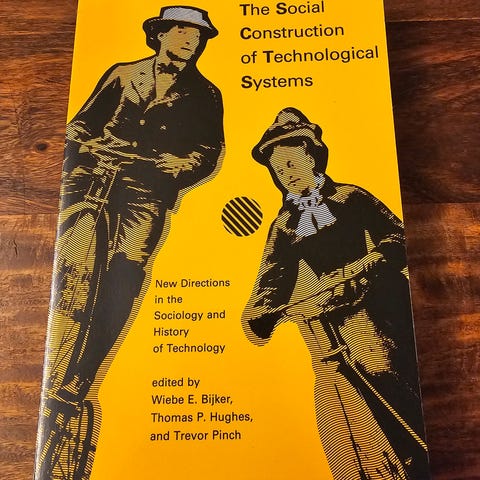 The Social
Construction
of Technological
Systems
New Directions
in the
Sociology and
History
of Technology
edited by
Wiebe E. Bijker,
Thomas P. Hughes,
and Trevor Pinch